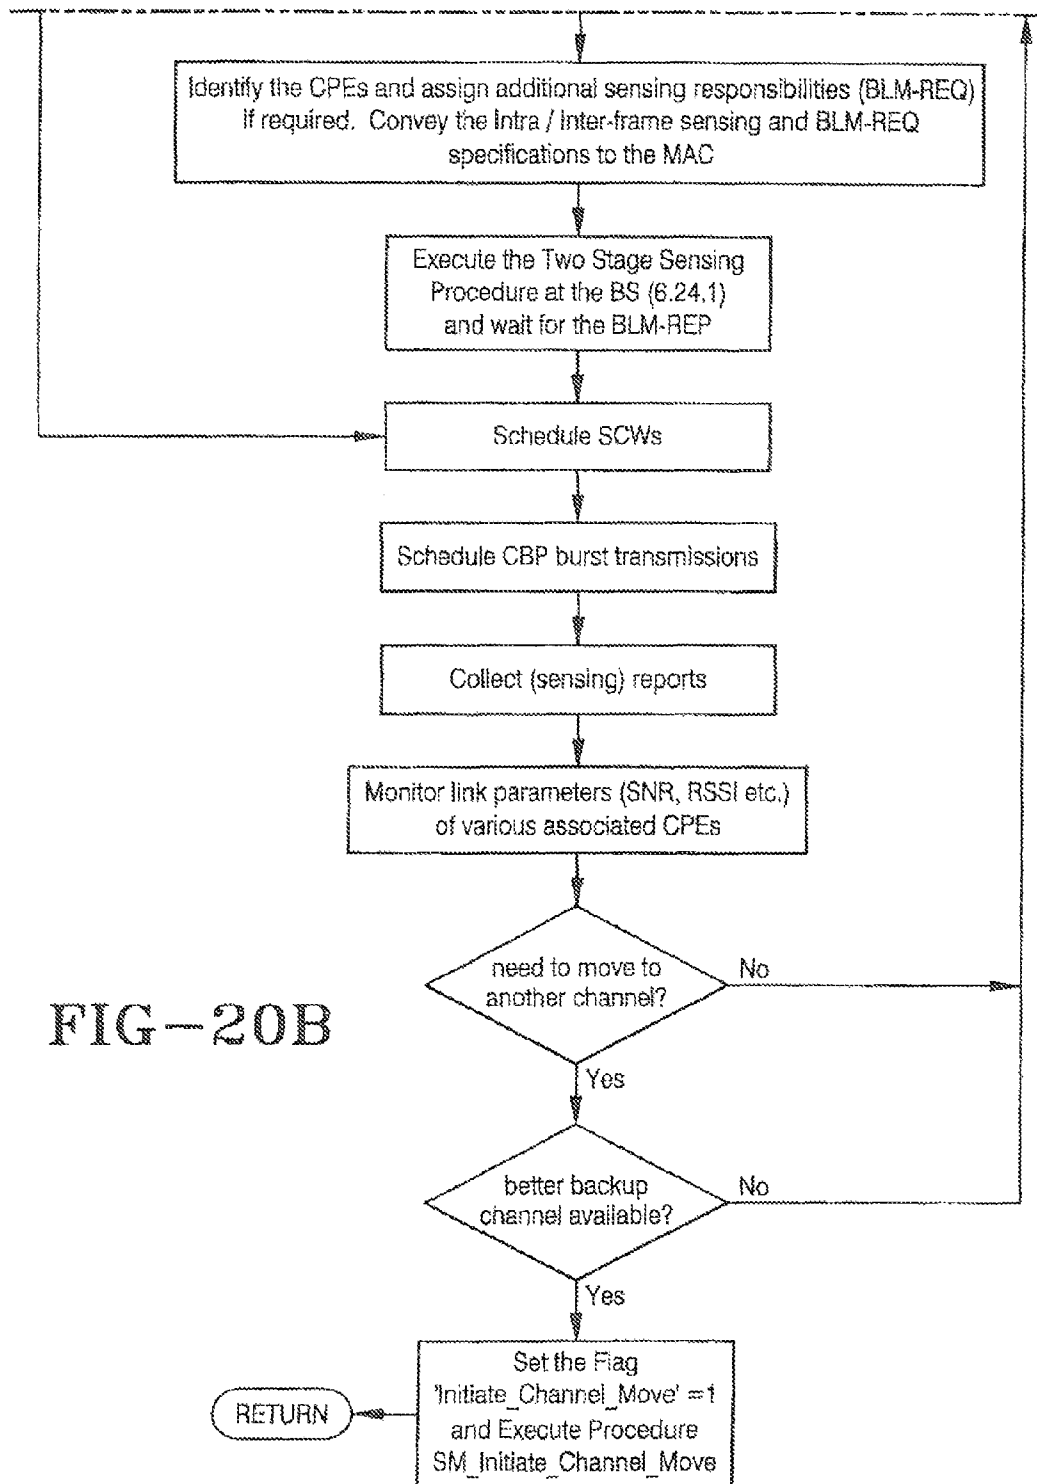 Identify the CPEs and assign additional sensing responsibilities (BLM-REQ)
if required. Convey the Intra / Inter-frame sensing and BLM-REQ
specifications to the MAC
Execute the Two Stage Sensing
Procedure at the BS (6.24.1)
and wait for the BLM-REP
Schedule SCWs
Schedule CBP burst transmissions
Collect (sensing) reports
Monitor link parameters (SNR, RSSI etc.)
of various associated CPEs
need to move to
another channel?
No
Yes
FIG-20B
better backup
channel available?
No
Yes
Set the Flag
'Initiate_Channel_Move' =1
and Execute Procedure
SM_Initiate_Channel_Move
RETURN